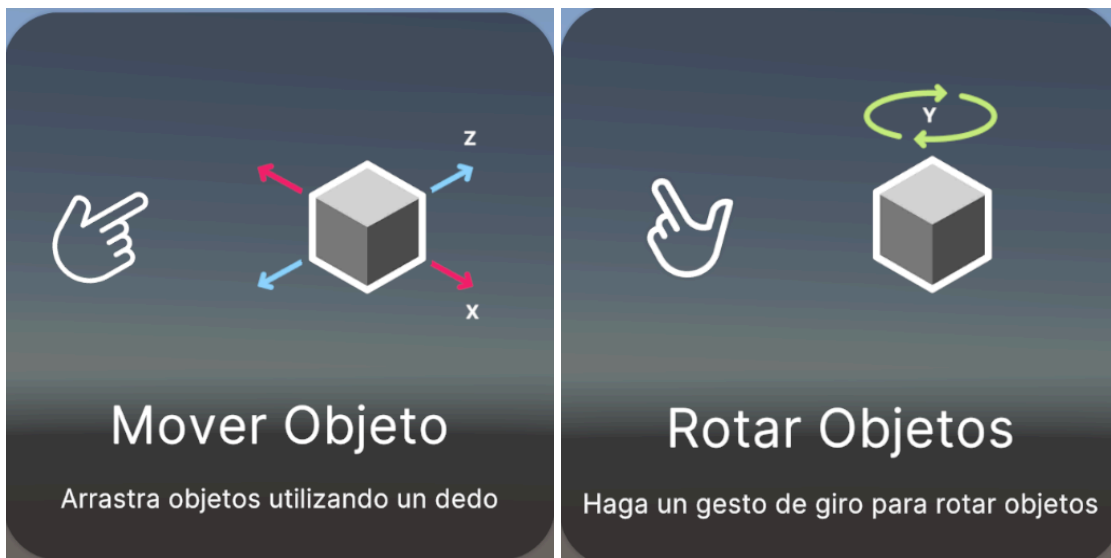 Z
X
Mover Objeto
Arrastra objetos utilizando un dedo
Y
Rotar Objetos
Haga un gesto de giro para rotar objetos